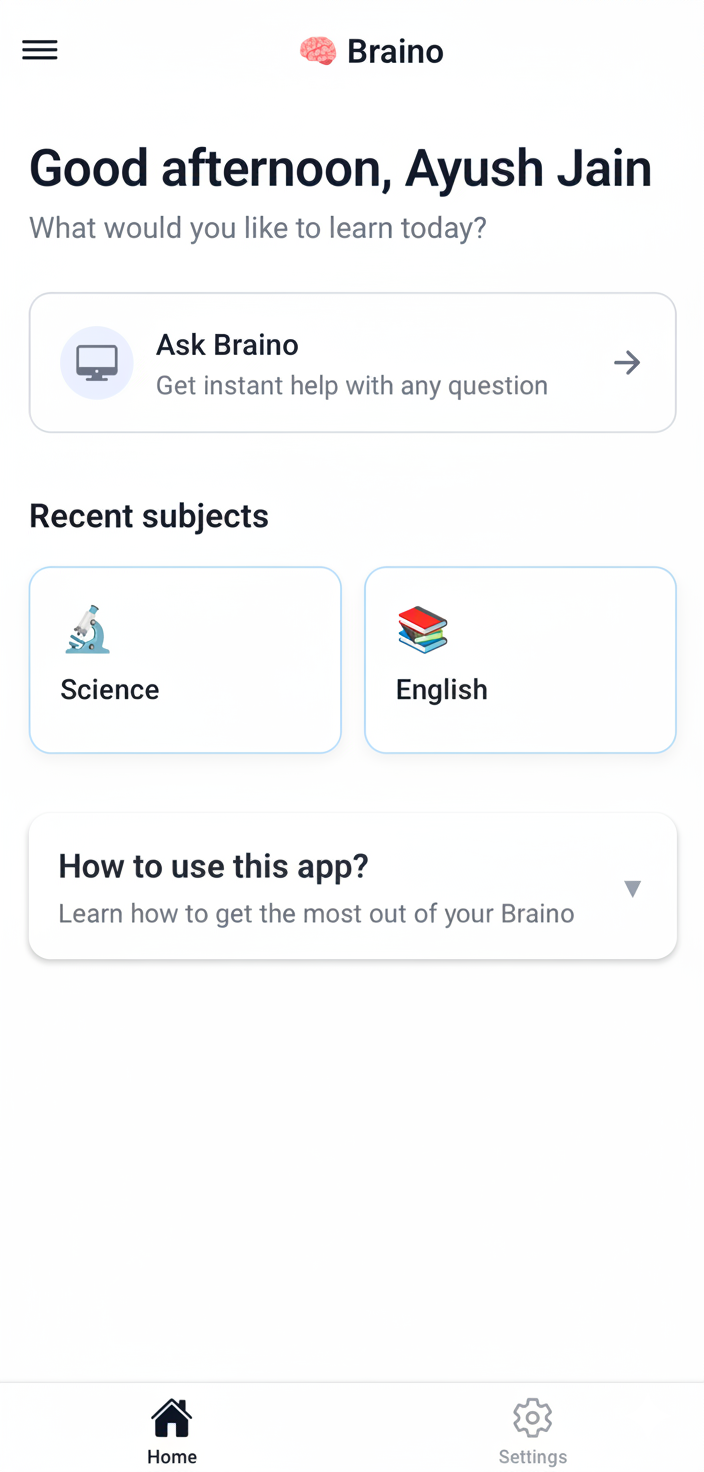 Braino
Good afternoon, Ayush Jain
What would you like to learn today?
Ask Braino
Get instant help with any question
Recent subjects
Science
English
How to use this app?
Learn how to get the most out of your Braino
Home
Settings